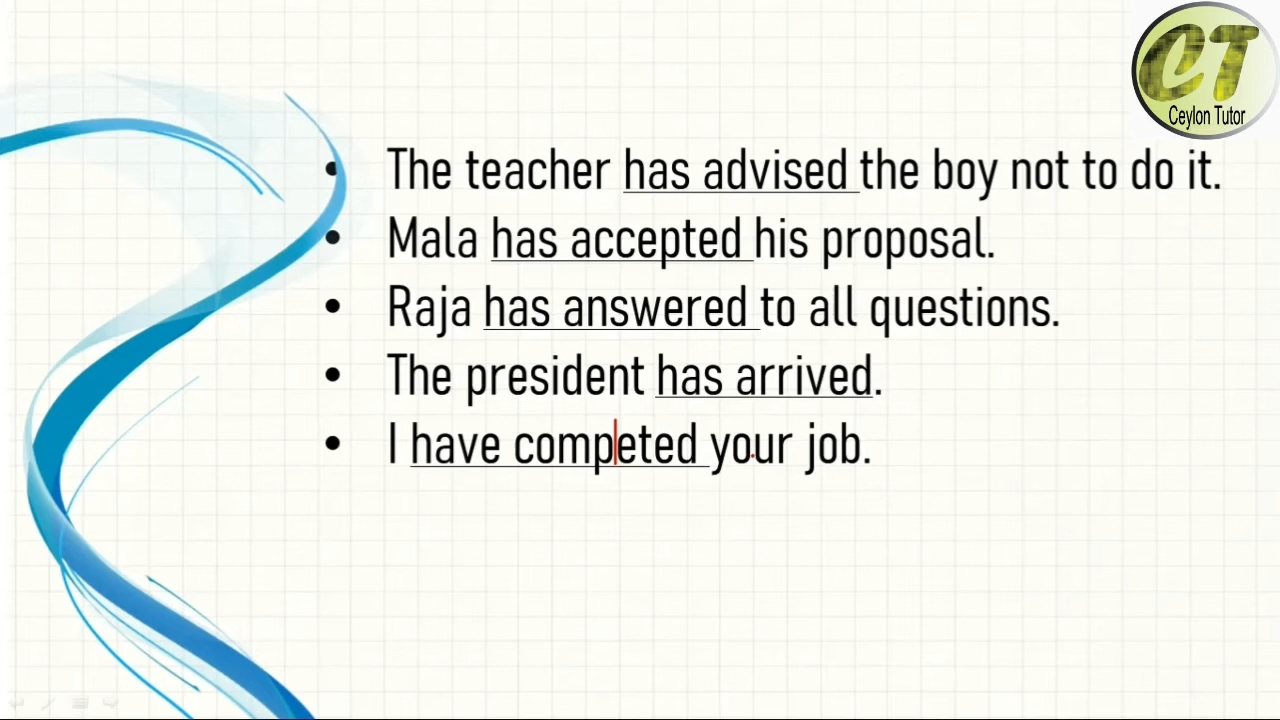 CT
Ceylon Tutor
• The teacher has advised the boy not to do it.
• Mala has accepted his proposal.
• Raja has answered to all questions.
• The president has arrived.
• I have competed your job.